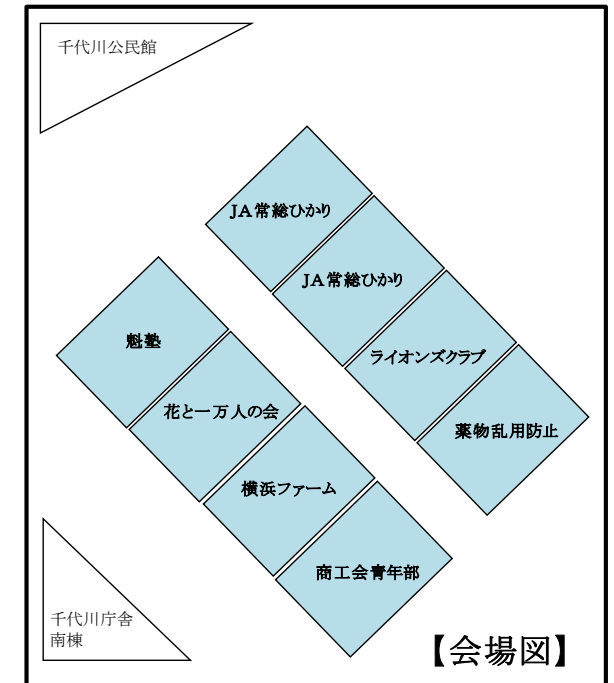 千代川公民館
JA常総ひかり
JA常総ひかり
ライオンズクラブ
薬物乱用防止
魁塾
花と一万人の会
横浜ファーム
商工会青年部
千代川庁舎
南棟
【会場図】